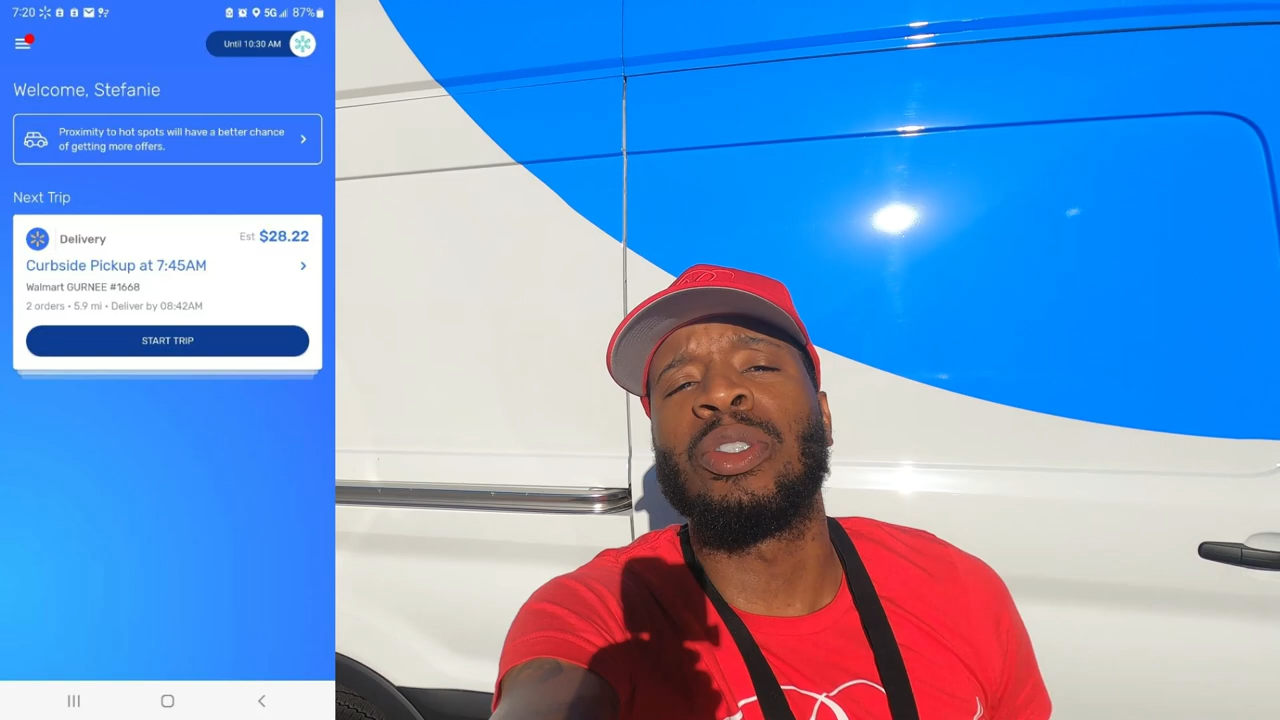 7:20
5G 87%
Until 10:30 AM
Welcome, Stefanie
Proximity to hot spots will have a better chance
of getting more offers.
Next Trip
Delivery
Est $28.22
Curbside Pickup at 7:45AM
Walmart GURNEE #1668
2 orders • 5.9 mi • Deliver by 08:42AM
START TRIP